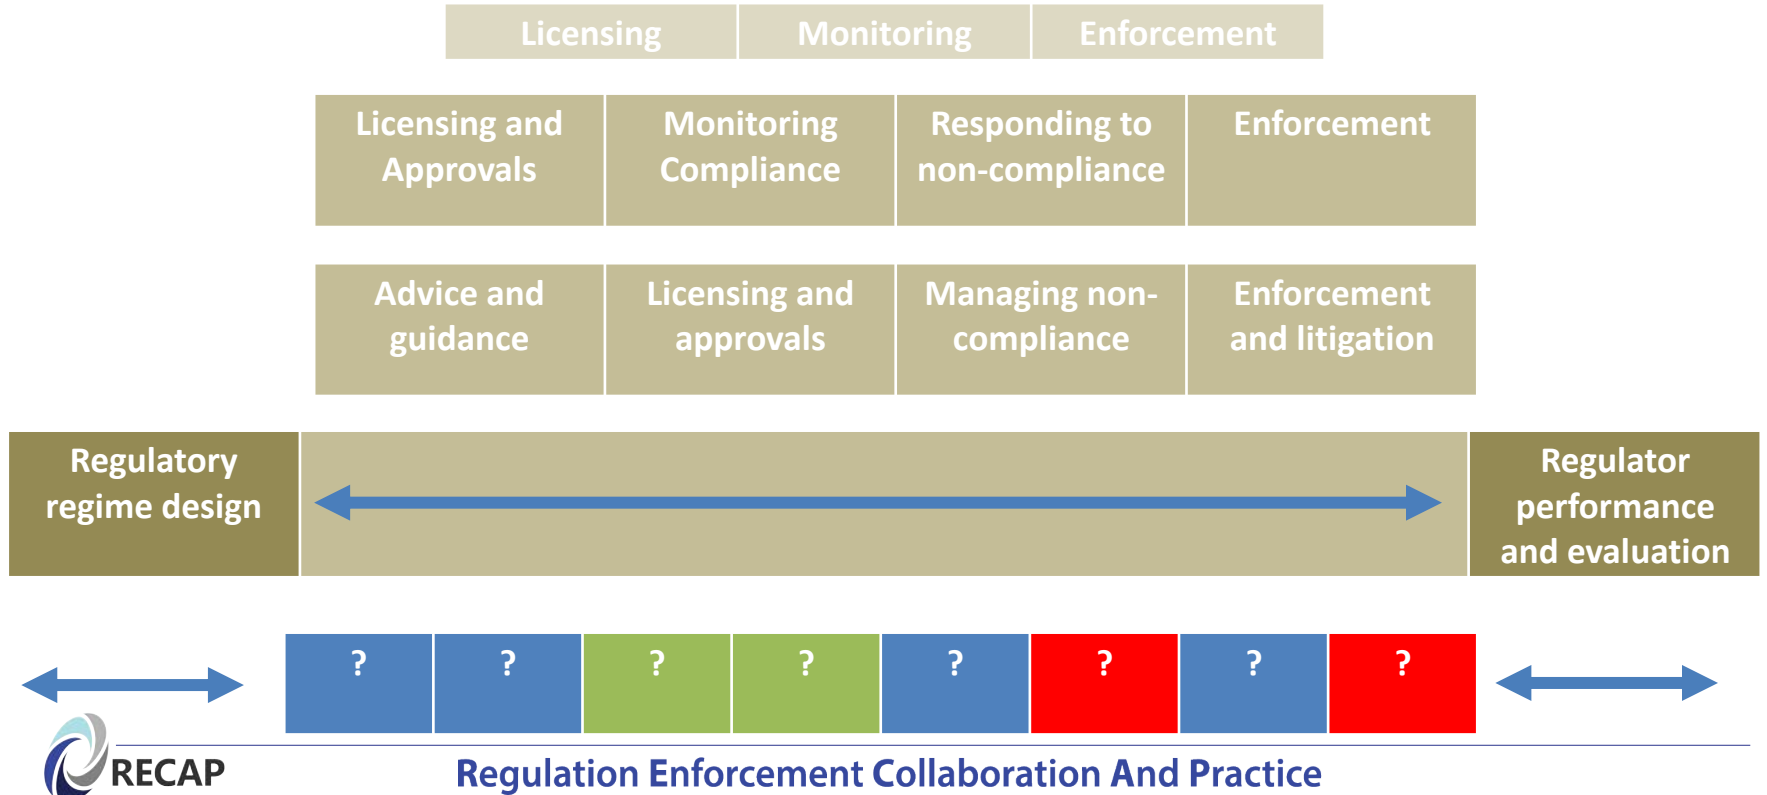 Licensing Monitoring Enforcement
Licensing and Approvals
Monitoring Compliance
Responding to non-compliance
Enforcement
Advice and guidance
Licensing and approvals
Managing non-compliance
Enforcement and litigation
Regulatory regime design
Regulator performance and evaluation
? ? ? ? ? ? ? ?
RECAP
Regulation Enforcement Collaboration And Practice